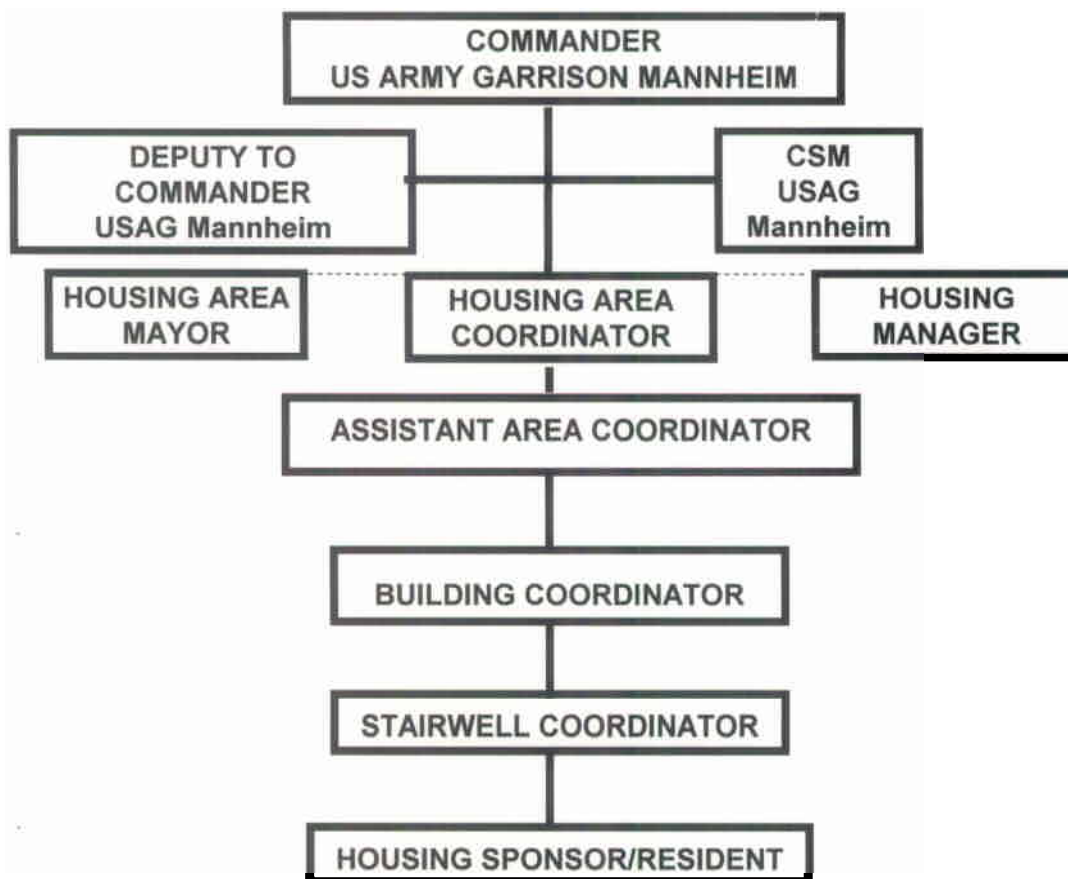 COMMANDER
US ARMY GARRISON MANNHEIM
DEPUTY TO
COMMANDER
USAG Mannheim
CSM
USAG
Mannheim
HOUSING AREA
MAYOR
HOUSING AREA
COORDINATOR
HOUSING
MANAGER
ASSISTANT AREA COORDINATOR
BUILDING COORDINATOR
STAIRWELL COORDINATOR
HOUSING SPONSOR/RESIDENT